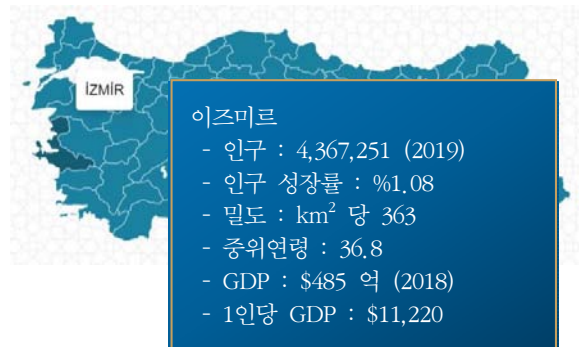 İZMİR
이즈미르
- 인구 : 4,367,251 (2019)
- 인구 성장률 : %1.08
- 밀도 : km² 당 363
- 중위연령 : 36.8
- GDP : $485 억 (2018)
- 1인당 GDP : $11,220